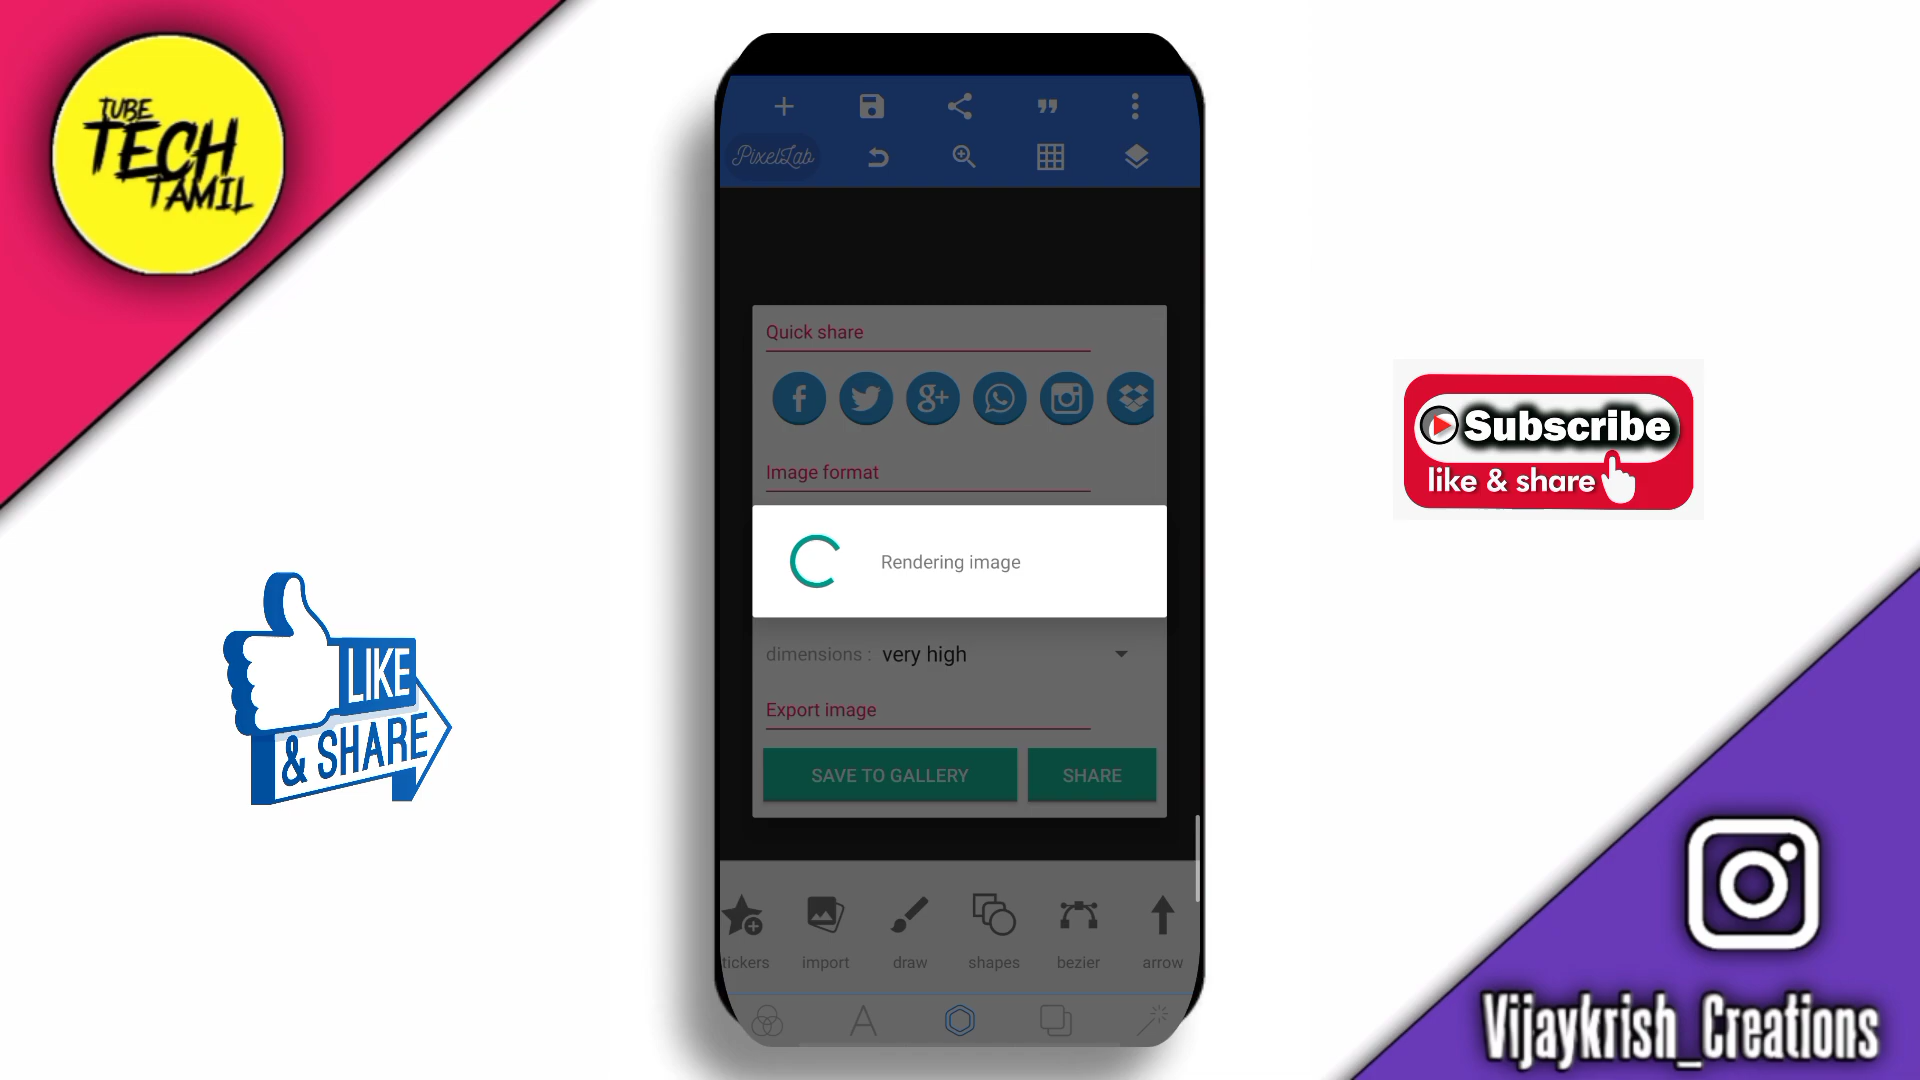 TUBE
TECH
TAMIL
PixelLab
Quick share
Image format
Rendering image
dimensions : very high
Export image
SAVE TO GALLERY
SHARE
tickers
import
draw
shapes
bezier
arrow
LIKE
& SHARE
Subscribe
like & share
Vijaykrish_Creations